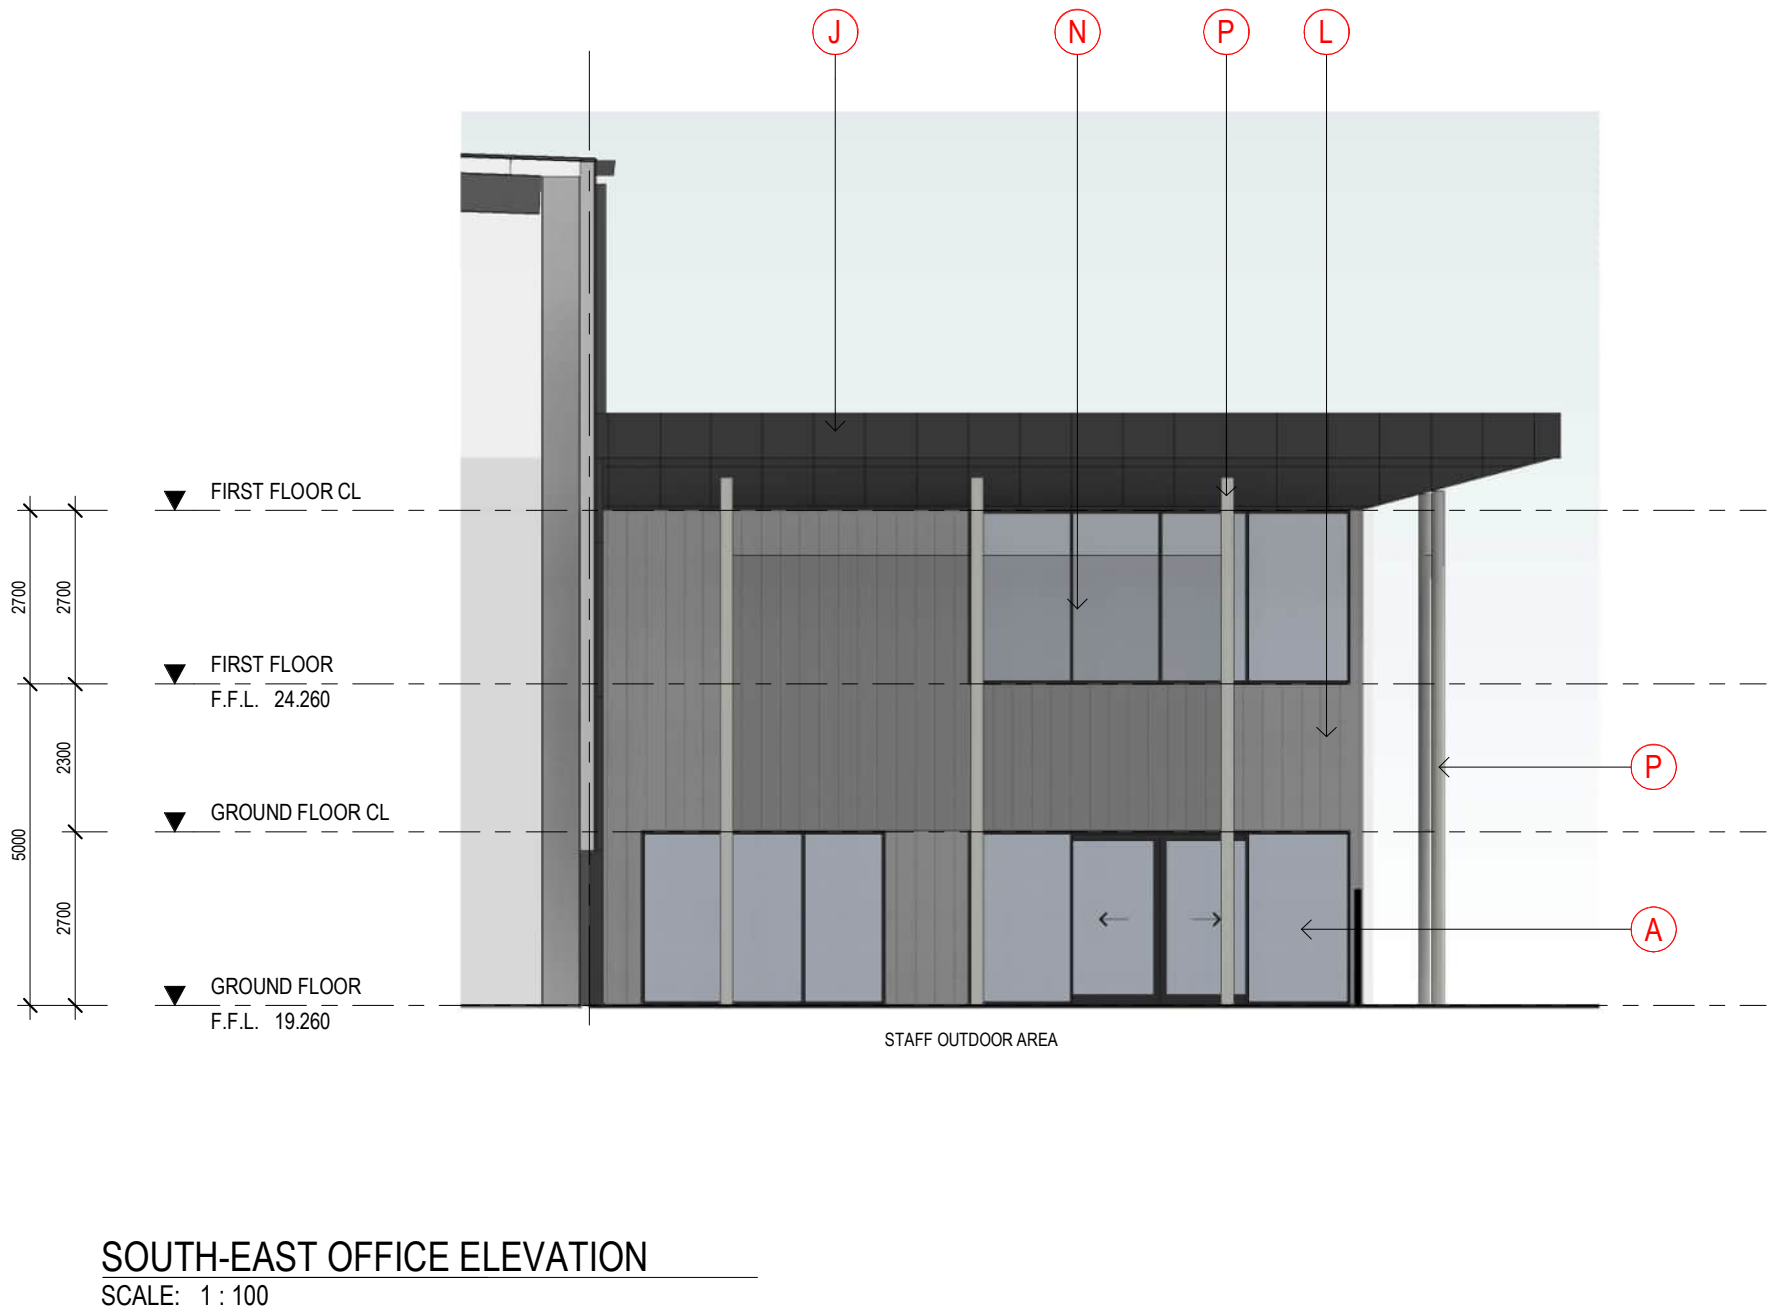 J N P L
FIRST FLOOR CL
2700 2700
FIRST FLOOR
F.F.L. 24.260
2300
P
GROUND FLOOR CL
5000
2700
A
GROUND FLOOR
F.F.L. 19.260
STAFF OUTDOOR AREA
SOUTH-EAST OFFICE ELEVATION
SCALE: 1 : 100